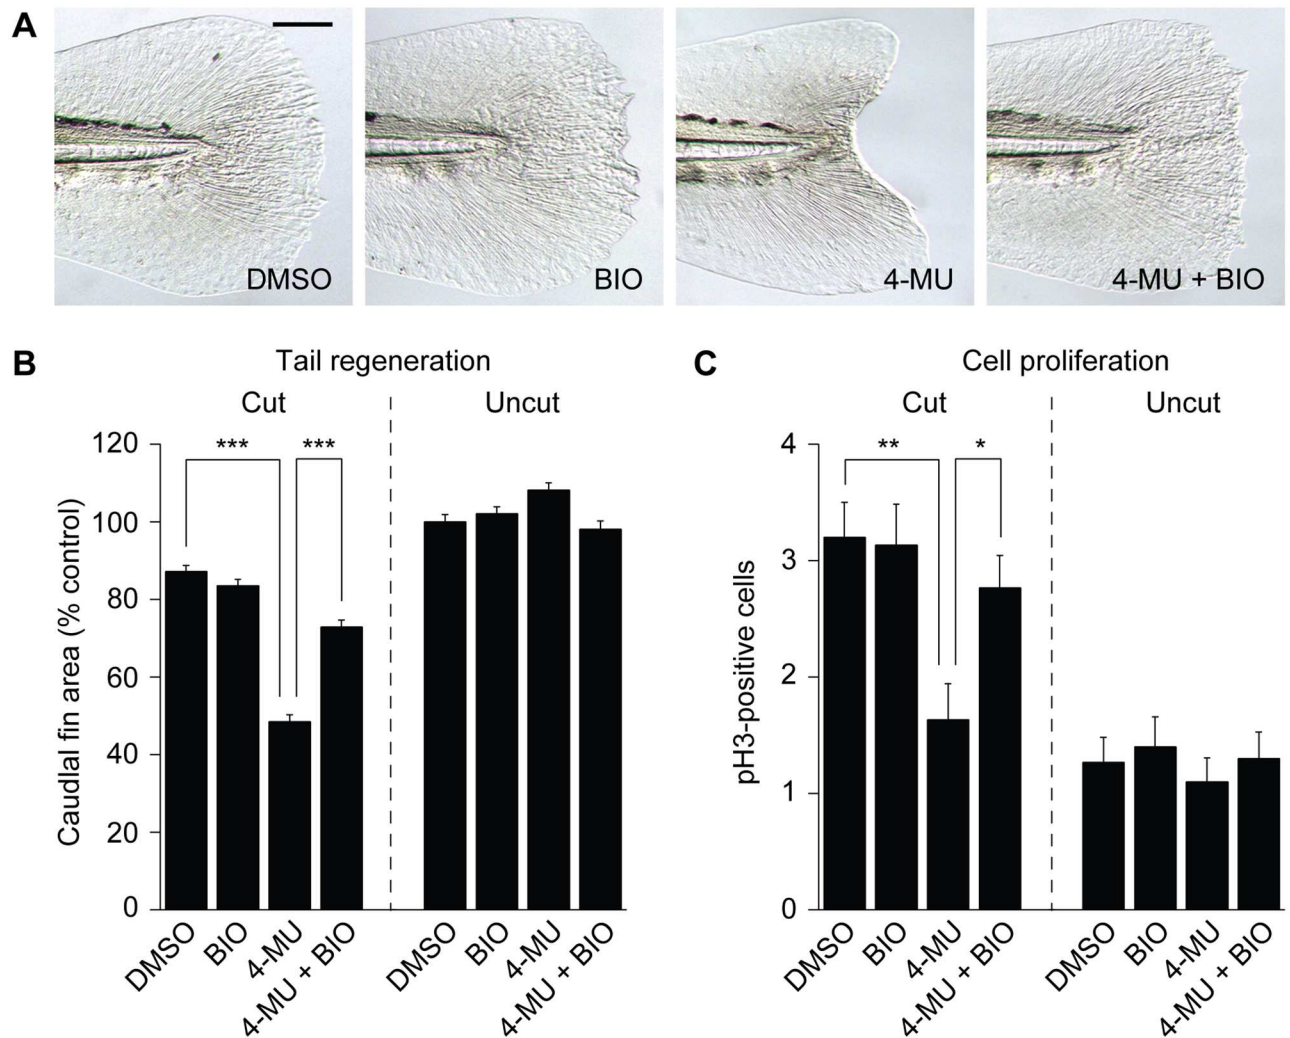 A
DMSO
BIO
4-MU
4-MU + BIO
B
Tail regeneration
Cut
Uncut
Caudlal fin area (% control)
120
100
80
60
40
20
0
***
***
DMSO
BIO
4-MU
4-MU + BIO
DMSO
BIO
4-MU
4-MU + BIO
C
Cell proliferation
Cut
Uncut
pH3-positive cells
4
3
2
1
0
**
*
DMSO
BIO
4-MU
4-MU + BIO
DMSO
BIO
4-MU
4-MU + BIO